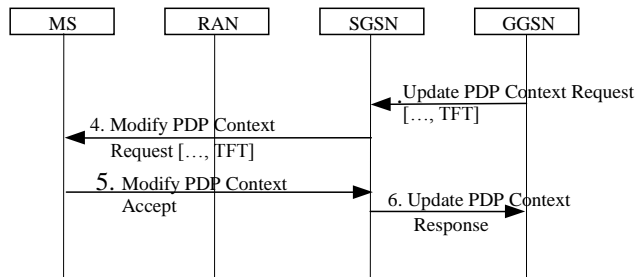 MS RAN SGSN GGSN
.Update PDP Context Request
[…, TFT]
4. Modify PDP Context
Request […, TFT]
5. Modify PDP Context
Accept
6. Update PDP Context
Response